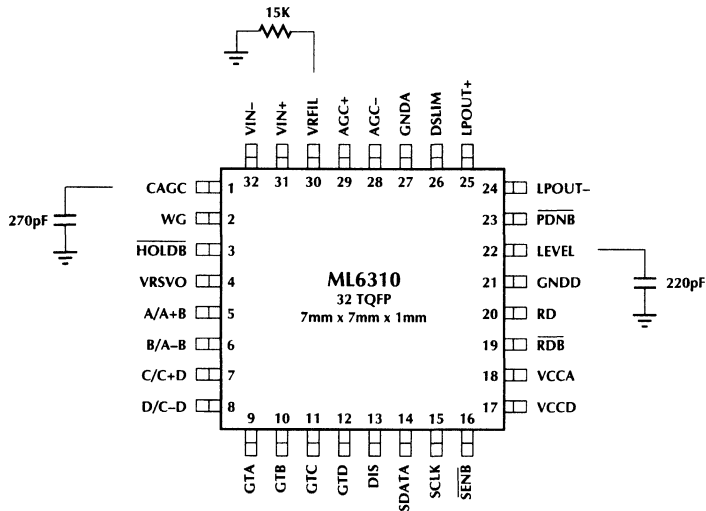 15K
VIN–
VIN+
VRFIL
AGC+
AGC–
GNDA
DSLIM
LPOUT+
32 31 30 29 28 27 26 25
CAGC 1
WG 2
HOLDB 3
VRSVO 4
A/A+B 5
B/A–B 6
C/C+D 7
D/C–D 8
270pF
ML6310
32 TQFP
7mm x 7mm x 1mm
24 LPOUT–
23 PDNB
22 LEVEL
21 GNDD
20 RD
19 RDB
18 VCCA
17 VCCD
220pF
9 10 11 12 13 14 15 16
GTA
GTB
GTC
GTD
DIS
SDATA
SCLK
SENB